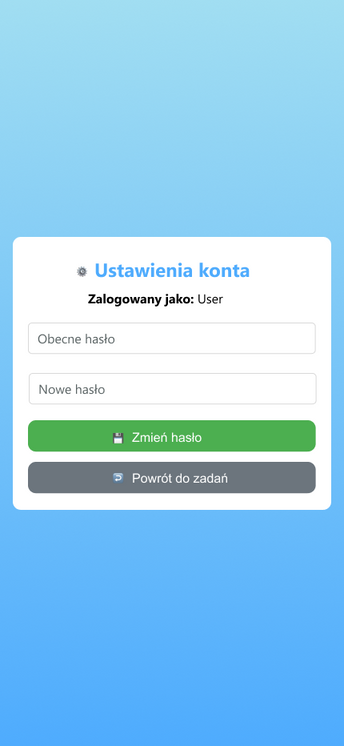 Ustawienia konta
Zalogowany jako: User
Obecne hasło
Nowe hasło
Zmień hasło
Powrót do zadań